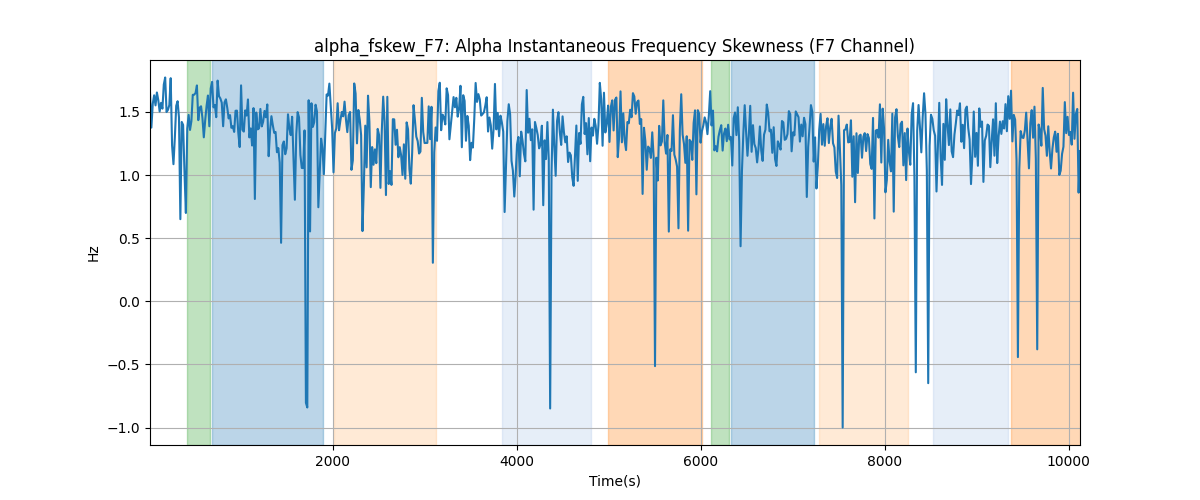 alpha_fskew_F7: Alpha Instantaneous Frequency Skewness (F7 Channel)
Hz
1.5
1.0
0.5
0.0
−0.5
−1.0
2000 4000 6000 8000 10000
Time(s)